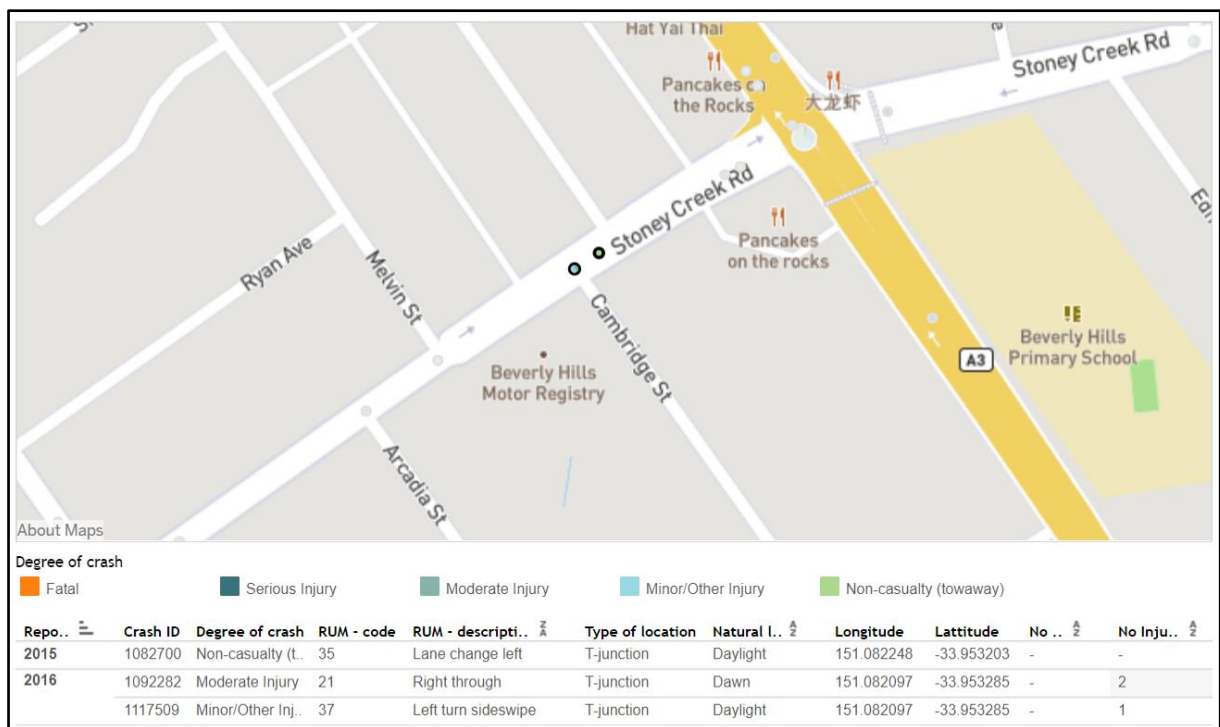 Hat Yai Thai
Stoney Creek Rd
Pancakes on
the Rocks
大龙虾
Stoney Creek Rd
Ryan Ave
Melvin St
Pancakes
on the rocks
Cambridge St
Beverly Hills
Motor Registry
Beverly Hills
Primary School
A3
Arcadia St
About Maps
Degree of crash
Fatal Serious Injury Moderate Injury Minor/Other Injury Non-casualty (towaway)
Repo.. Crash ID Degree of crash RUM - code RUM - descripti.. Type of location Natural l.. Longitude Lattitude No .. No Inju..
2015 1082700 Non-casualty (t.. 35 Lane change left T-junction Daylight 151.082248 -33.953203 - -
2016 1092282 Moderate Injury 21 Right through T-junction Dawn 151.082097 -33.953285 - 2
1117509 Minor/Other Inj.. 37 Left turn sideswipe T-junction Daylight 151.082097 -33.953285 - 1